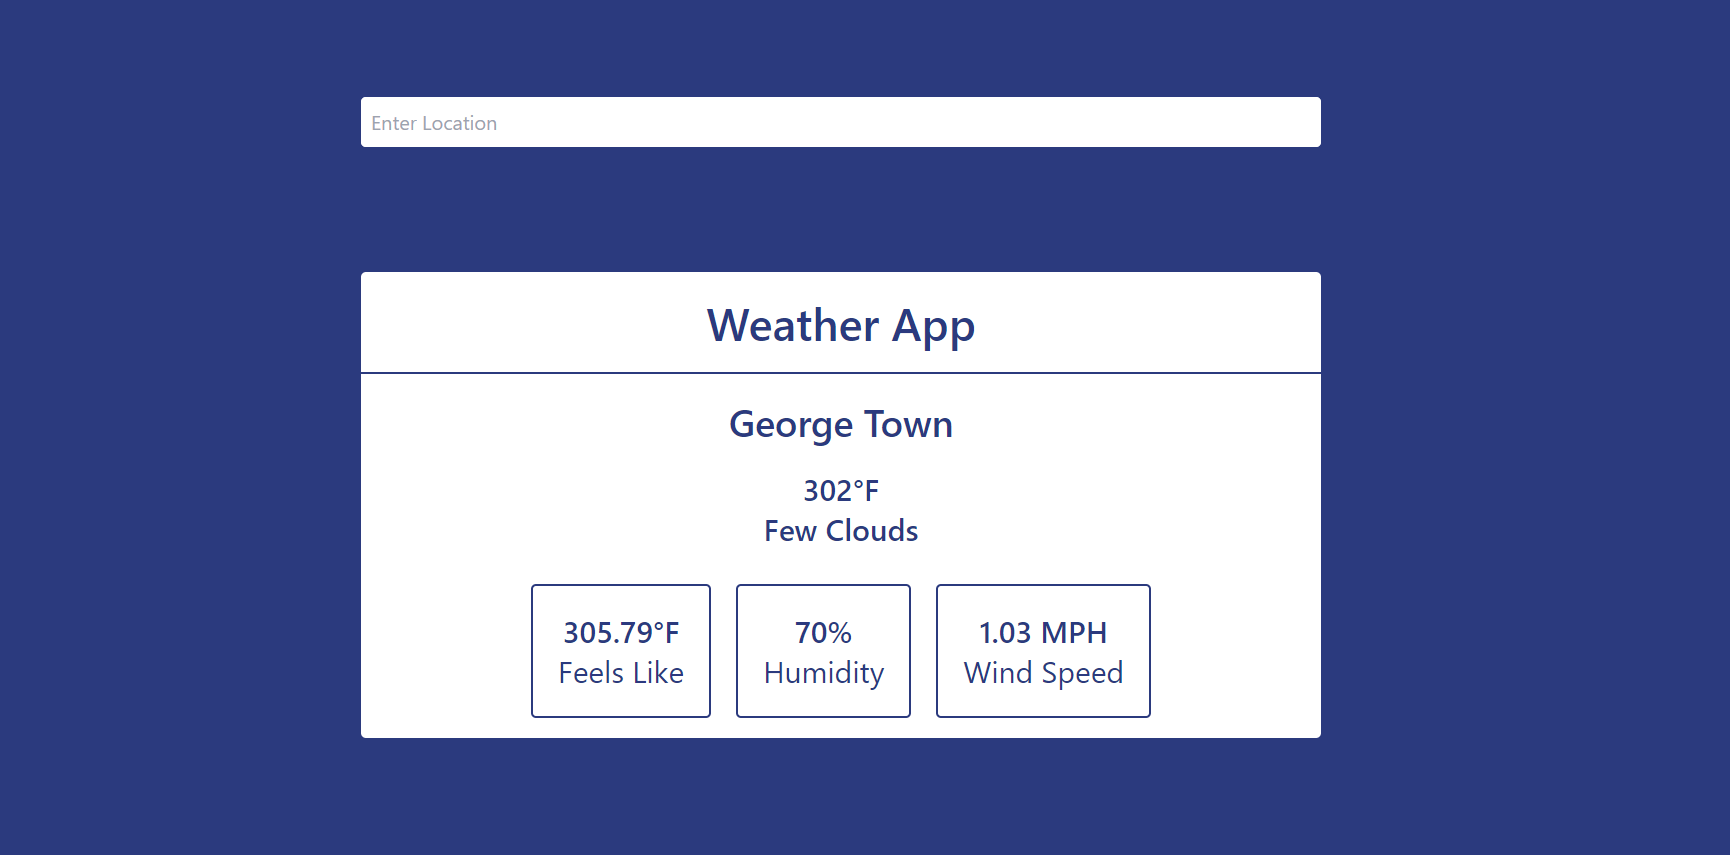 Enter Location
Weather App
George Town
302°F
Few Clouds
305.79°F
Feels Like
70%
Humidity
1.03 MPH
Wind Speed